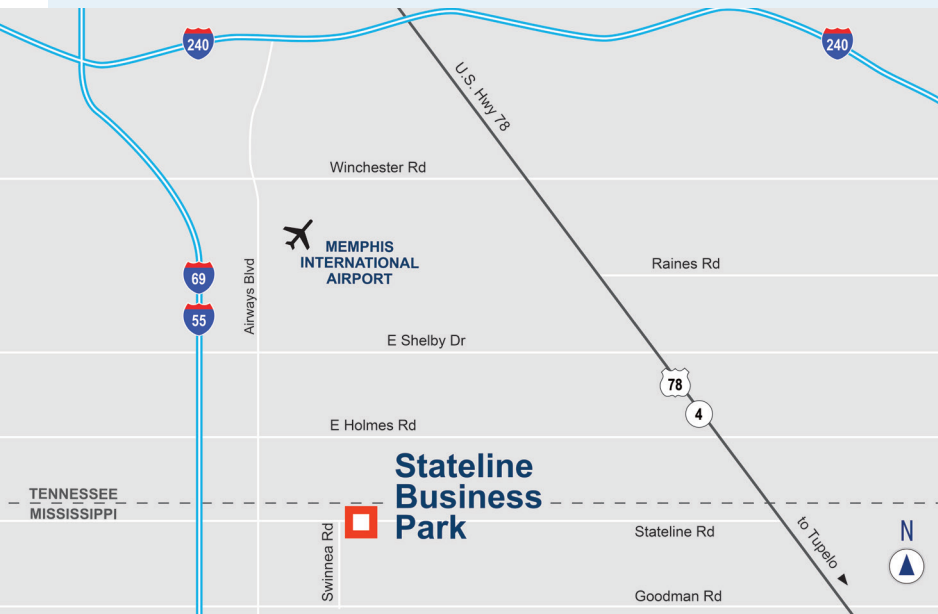 240
240
U.S. Hwy 78
Winchester Rd
MEMPHIS
INTERNATIONAL
AIRPORT
Airways Blvd
Raines Rd
69
55
E Shelby Dr
78
4
E Holmes Rd
Stateline
Business
Park
TENNESSEE
MISSISSIPPI
Swinnea Rd
Stateline Rd
to Tupelo
N
Goodman Rd